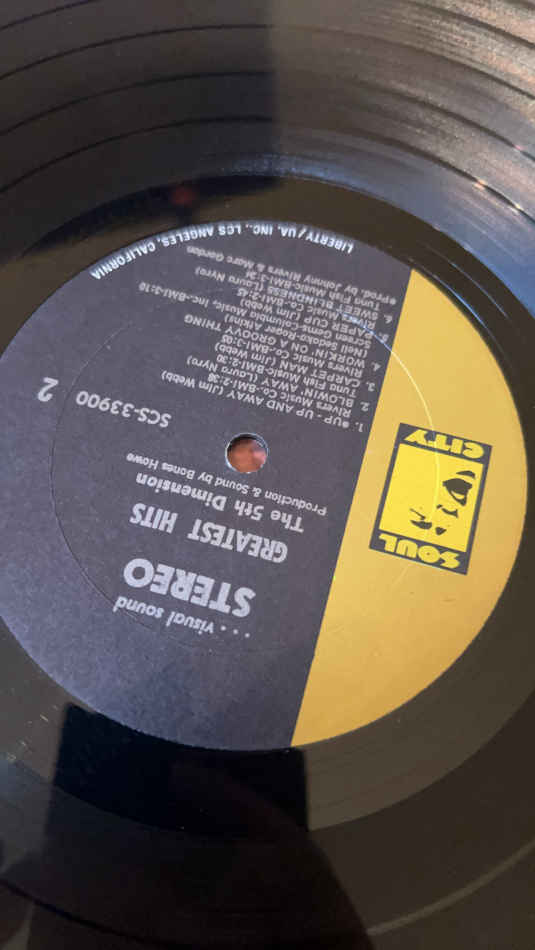 SOUL
CITY
... visual sound
STEREO
GREATEST HITS
The 5th Dimension
Production & Sound by Bones Howe
SCS-33900
2
1. •UP - UP AND AWAY (Jim Webb)
Rivers Music Co.-BMI-2:38
2. BLOWIN' AWAY (Laura Nyro)
Tuna Fish Music-BMI-2:30
3. CARPET MAN (Jim Webb)
Rivers Music Co.-BMI-3:05
4. WORKIN' ON A GROOVY THING
(Neil Sedaka-Roger Atkins)
Screen Gems-Columbia Music, Inc.-BMI-3:10
5. PAPER CUP (Jim Webb)
Rivers Music Co.-BMI-2:45
6. SWEET BLINDNESS (Laura Nyro)
Tuna Fish Music-BMI-3:24
•Prod. by Johnny Rivers & Marc Gordon
LIBERTY/UA, INC., LOS ANGELES, CALIFORNIA